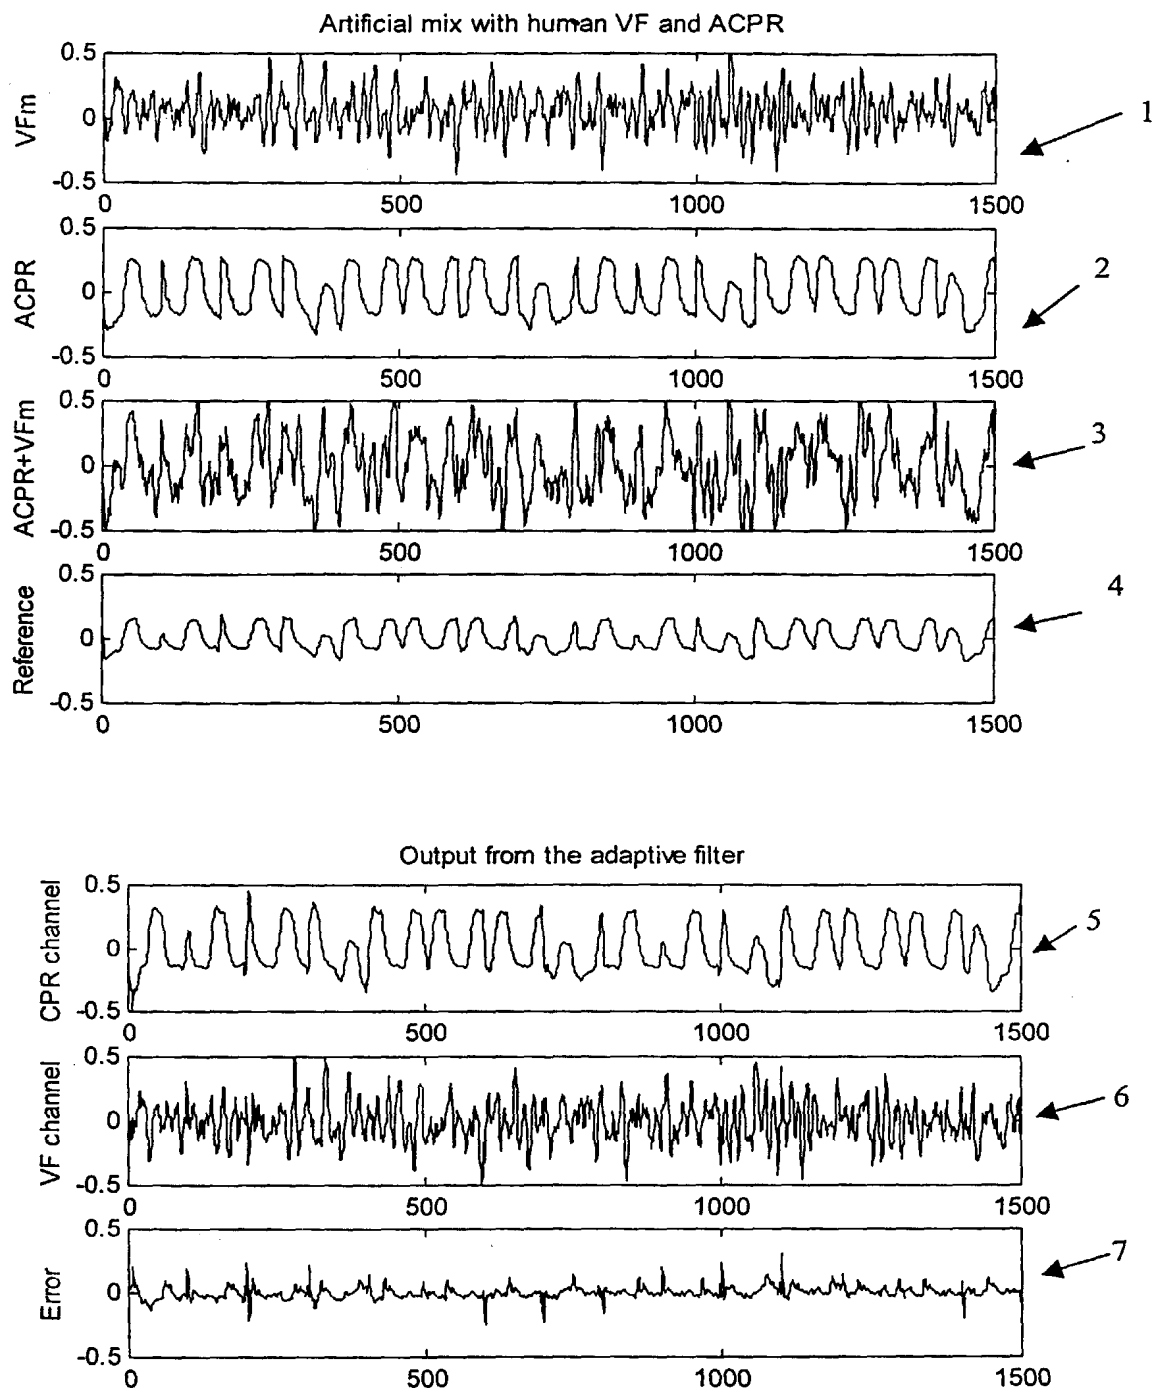 Artificial mix with human VF and ACPR
VFm
0.5
0
-0.5
0 500 1000 1500
1
ACPR
0.5
0
-0.5
0 500 1000 1500
2
ACPR+VFm
0.5
0
-0.5
0 500 1000 1500
3
Reference
0.5
0
-0.5
0 500 1000 1500
4
Output from the adaptive filter
CPR channel
0.5
0
-0.5
0 500 1000 1500
5
VF channel
0.5
0
-0.5
0 500 1000 1500
6
Error
0.5
0
-0.5
0 500 1000 1500
7